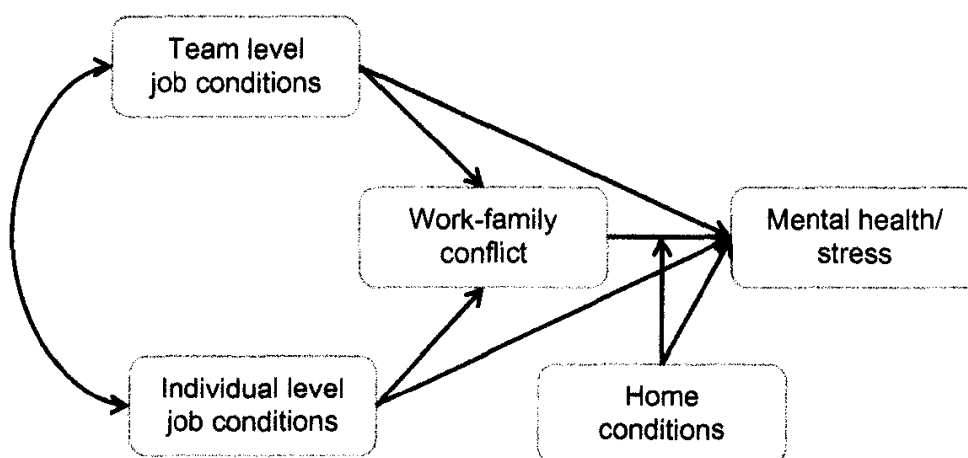 Team level
job conditions
Work-family
conflict
Mental health/
stress
Individual level
job conditions
Home
conditions